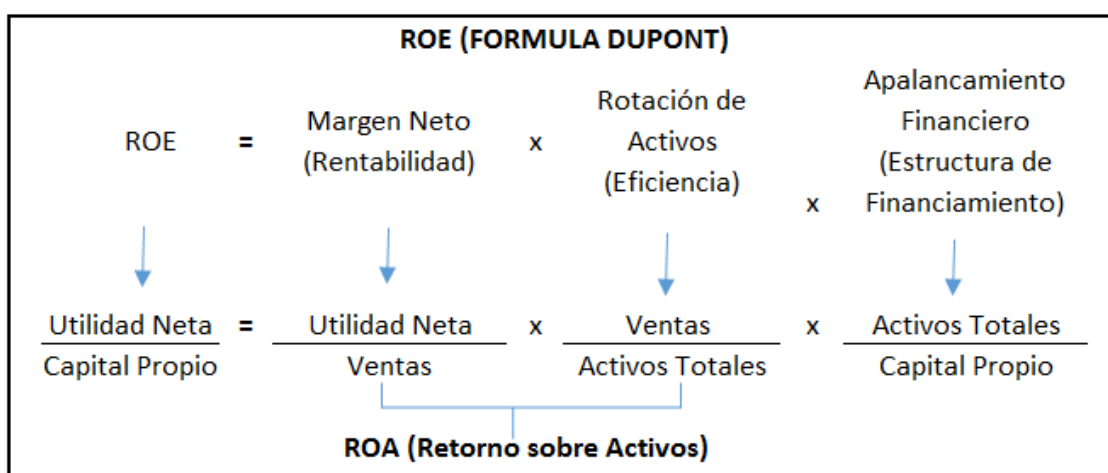 ROE (FORMULA DUPONT)
ROE = Margen Neto (Rentabilidad) x Rotación de Activos (Eficiencia) x Apalancamiento Financiero (Estructura de Financiamiento)
Utilidad Neta = Utilidad Neta x Ventas x Activos Totales
Capital Propio Ventas Activos Totales Capital Propio
ROA (Retorno sobre Activos)